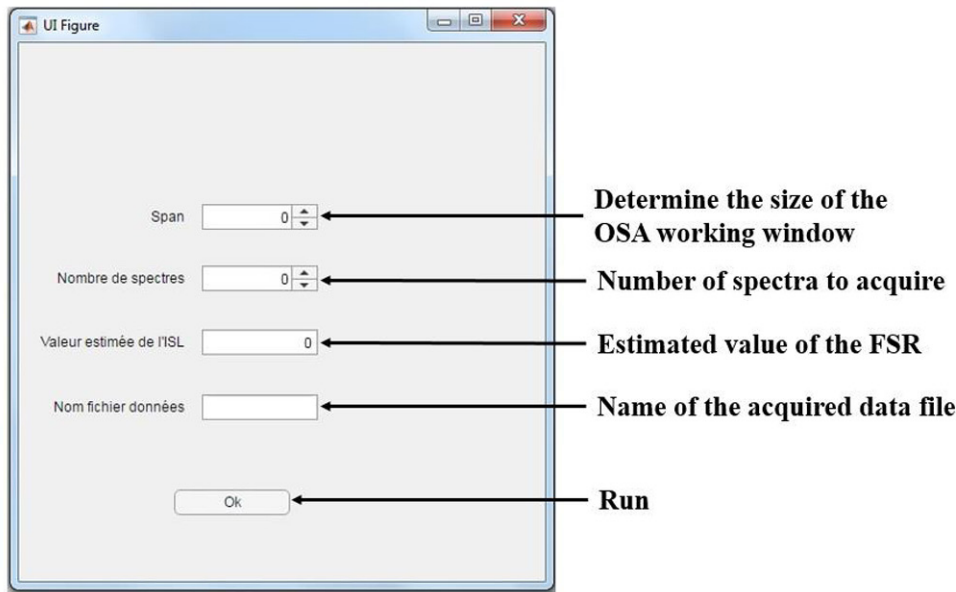 UI Figure
Span
0
Determine the size of the
OSA working window
Nombre de spectres
0
Number of spectra to acquire
Valeur estimée de l'ISL
0
Estimated value of the FSR
Nom fichier données
Name of the acquired data file
Ok
Run